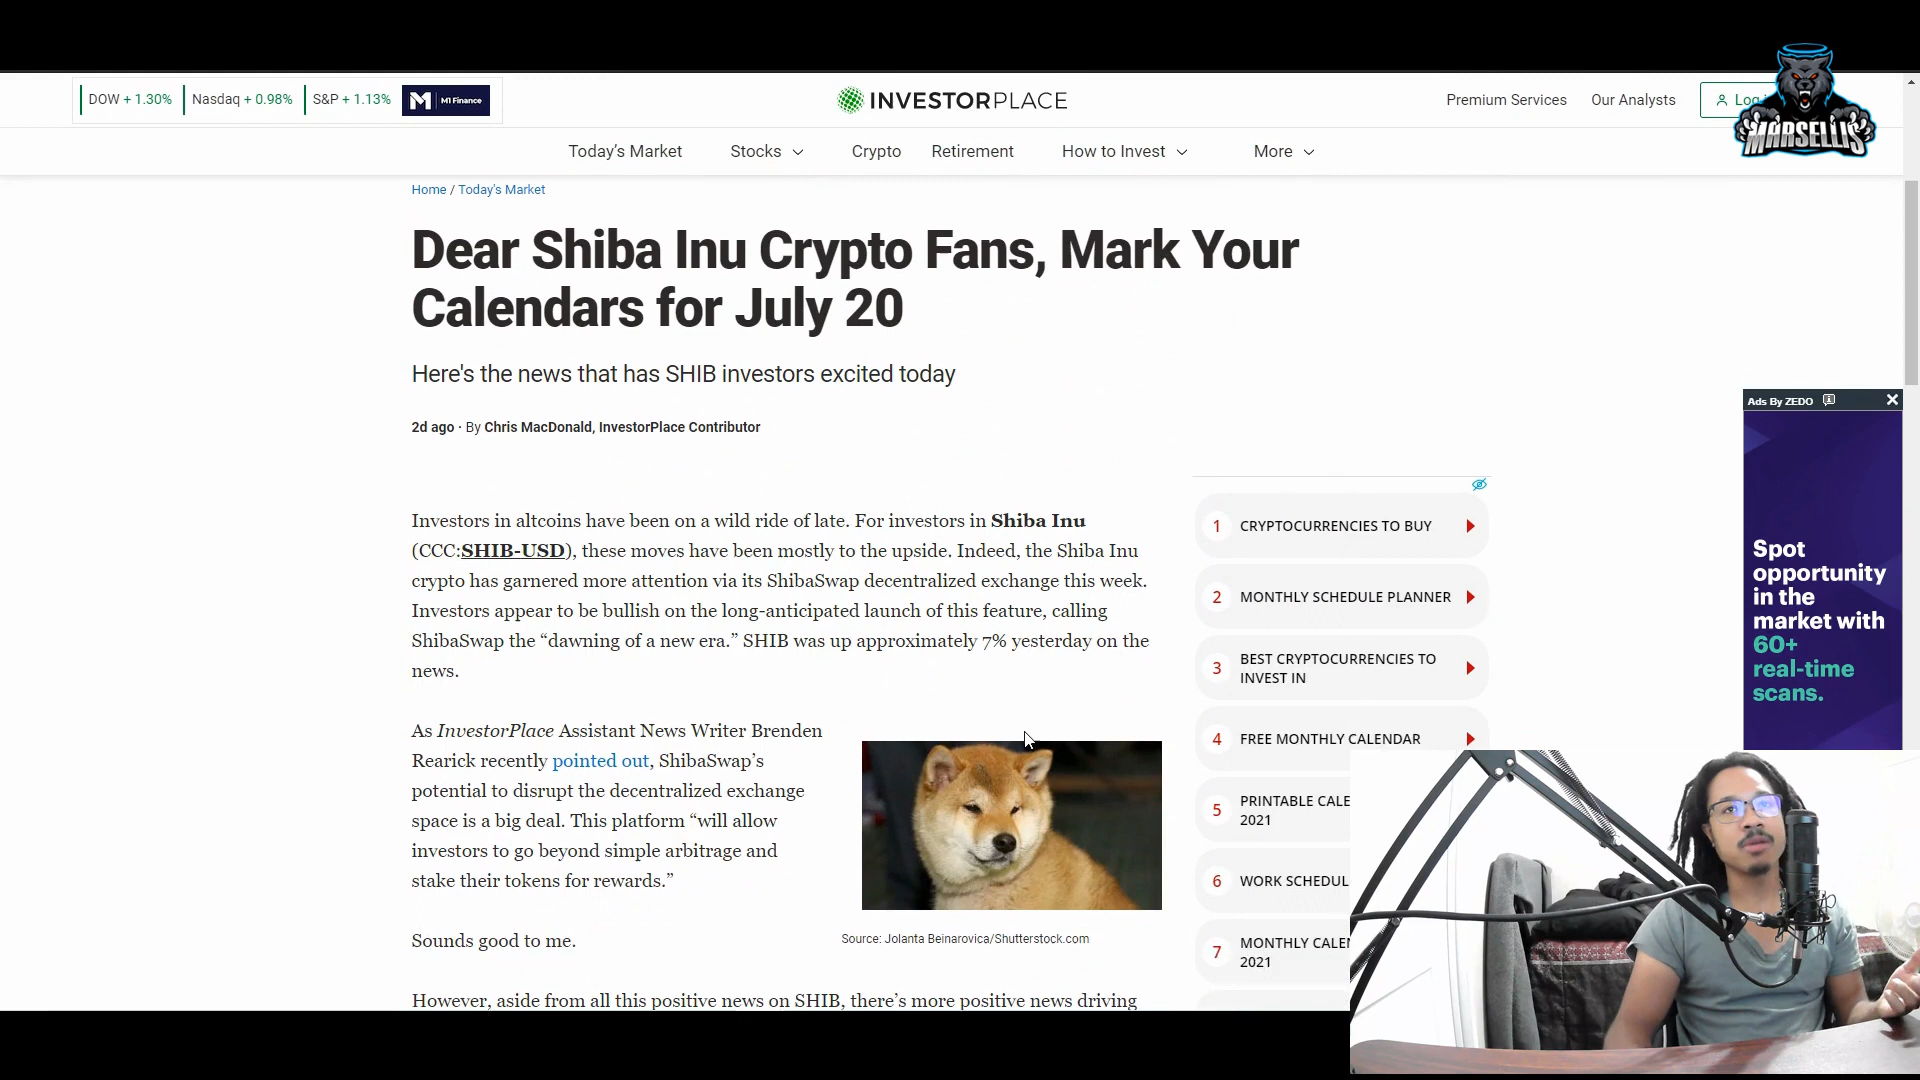 DOW + 1.30%
Nasdaq + 0.98%
S&P + 1.13%
M1 Finance
INVESTORPLACE
Premium Services
Our Analysts
MARSELLIS
Today's Market
Stocks
Crypto
Retirement
How to Invest
More
Home / Today's Market
Dear Shiba Inu Crypto Fans, Mark Your
Calendars for July 20
Here's the news that has SHIB investors excited today
2d ago · By Chris MacDonald, InvestorPlace Contributor
Investors in altcoins have been on a wild ride of late. For investors in Shiba Inu
(CCC:SHIB-USD), these moves have been mostly to the upside. Indeed, the Shiba Inu
crypto has garnered more attention via its ShibaSwap decentralized exchange this week.
Investors appear to be bullish on the long-anticipated launch of this feature, calling
ShibaSwap the “dawning of a new era.” SHIB was up approximately 7% yesterday on the
news.
As InvestorPlace Assistant News Writer Brenden
Rearick recently pointed out, ShibaSwap’s
potential to disrupt the decentralized exchange
space is a big deal. This platform “will allow
investors to go beyond simple arbitrage and
stake their tokens for rewards.”
Source: Jolanta Beinarovica/Shutterstock.com
Sounds good to me.
However, aside from all this positive news on SHIB, there’s more positive news driving
1 CRYPTOCURRENCIES TO BUY
2 MONTHLY SCHEDULE PLANNER
3 BEST CRYPTOCURRENCIES TO
INVEST IN
4 FREE MONTHLY CALENDAR
5 PRINTABLE CALE
2021
6 WORK SCHEDUL
7 MONTHLY CALE
2021
Ads By ZEDO
Spot
opportunity
in the
market with
60+
real-time
scans.